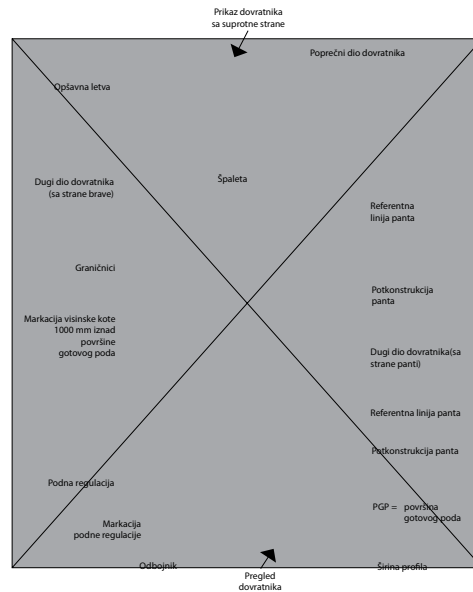 Prikaz dovratnika
sa suprotne strane
Poprečni dio dovratnika
Opšavna letva
Dugi dio dovratnika
(sa strane brave)
Špaleta
Referentna
linija panta
Graničnici
Potkonstrukcija
panta
Markacija visinske kote
1000 mm iznad
površine
gotovog poda
Dugi dio dovratnika(sa
strane panti)
Referentna linija panta
Potkonstrukcija panta
Podna regulacija
PGP = površina
gotovog poda
Markacija
podne regulacije
Odbojnik
Širina profila
Pregled
dovratnika